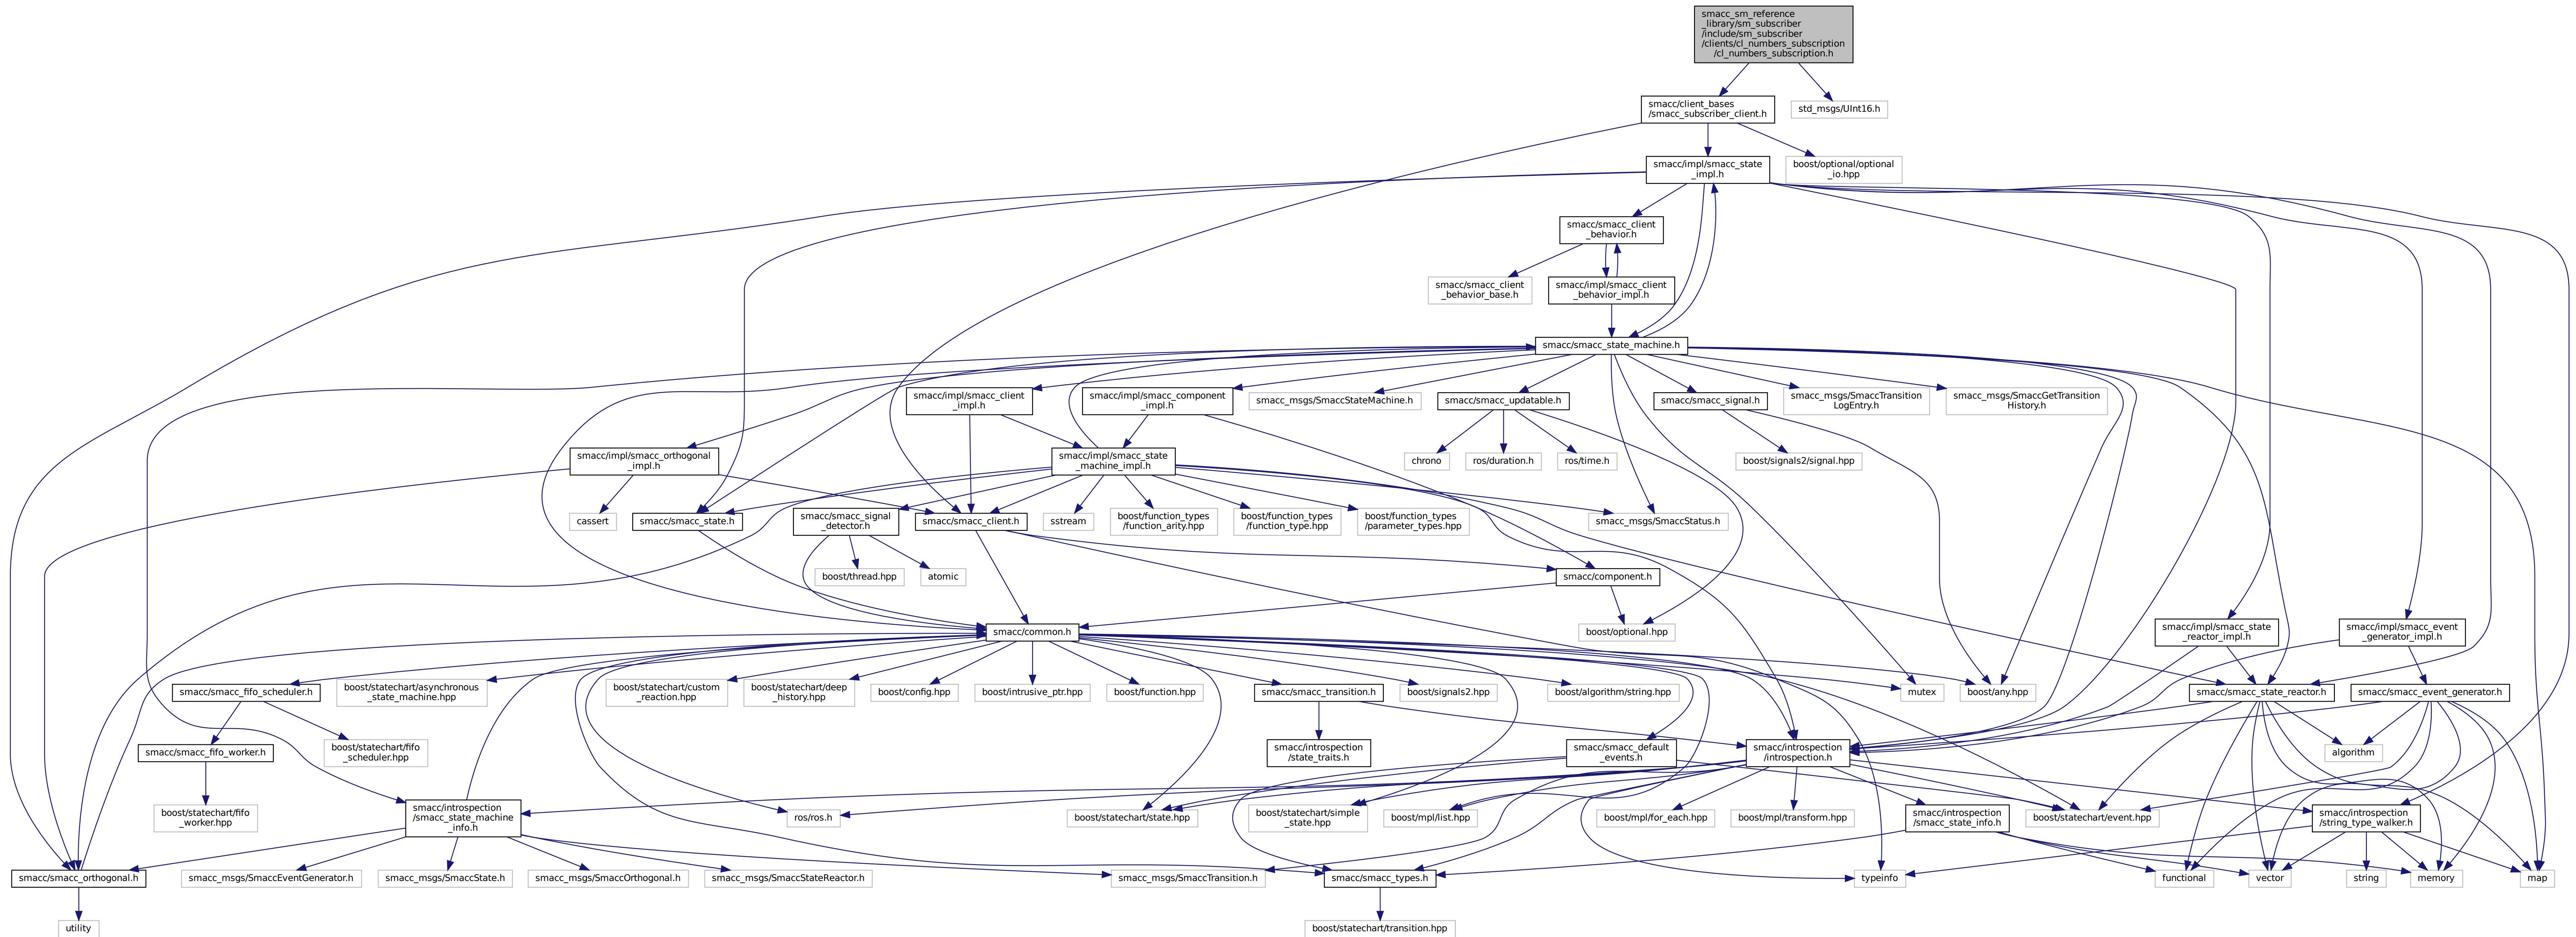 smacc_sm_reference
_library/sm_subscriber
/include/sm_subscriber
/clients/cl_numbers_subscription
/cl_numbers_subscription.h
smacc/client_bases
/smacc_subscriber_client.h
std_msgs/UInt16.h
smacc/impl/smacc_state
_impl.h
boost/optional/optional
_io.hpp
smacc/smacc_client
_behavior.h
smacc/smacc_client
_behavior_base.h
smacc/impl/smacc_client
_behavior_impl.h
smacc/smacc_state_machine.h
smacc/impl/smacc_client
_impl.h
smacc/impl/smacc_component
_impl.h
smacc_msgs/SmaccStateMachine.h
smacc/smacc_updatable.h
smacc/smacc_signal.h
smacc_msgs/SmaccTransition
LogEntry.h
smacc_msgs/SmaccGetTransition
History.h
smacc/impl/smacc_orthogonal
_impl.h
smacc/impl/smacc_state
_machine_impl.h
chrono
ros/duration.h
ros/time.h
boost/signals2/signal.hpp
cassert
smacc/smacc_state.h
smacc/smacc_signal
_detector.h
smacc/smacc_client.h
sstream
boost/function_types
/function_arity.hpp
boost/function_types
/function_type.hpp
boost/function_types
/parameter_types.hpp
smacc_msgs/SmaccStatus.h
boost/thread.hpp
atomic
smacc/component.h
smacc/common.h
boost/optional.hpp
smacc/impl/smacc_state
_reactor_impl.h
smacc/impl/smacc_event
_generator_impl.h
smacc/smacc_fifo_scheduler.h
boost/statechart/asynchronous
_state_machine.hpp
boost/statechart/custom
_reaction.hpp
boost/statechart/deep
_history.hpp
boost/config.hpp
boost/intrusive_ptr.hpp
boost/function.hpp
smacc/smacc_transition.h
boost/signals2.hpp
boost/algorithm/string.hpp
mutex
boost/any.hpp
smacc/smacc_state_reactor.h
smacc/smacc_event_generator.h
smacc/smacc_fifo_worker.h
boost/statechart/fifo
_scheduler.hpp
smacc/introspection
/state_traits.h
smacc/smacc_default
_events.h
smacc/introspection
/introspection.h
algorithm
boost/statechart/fifo
_worker.hpp
smacc/introspection
/smacc_state_machine
_info.h
ros/ros.h
boost/statechart/state.hpp
boost/statechart/simple
_state.hpp
boost/mpl/list.hpp
boost/mpl/for_each.hpp
boost/mpl/transform.hpp
smacc/introspection
/smacc_state_info.h
boost/statechart/event.hpp
smacc/introspection
/string_type_walker.h
smacc/smacc_orthogonal.h
smacc_msgs/SmaccEventGenerator.h
smacc_msgs/SmaccState.h
smacc_msgs/SmaccOrthogonal.h
smacc_msgs/SmaccStateReactor.h
smacc_msgs/SmaccTransition.h
smacc/smacc_types.h
typeinfo
functional
vector
string
memory
map
utility
boost/statechart/transition.hpp